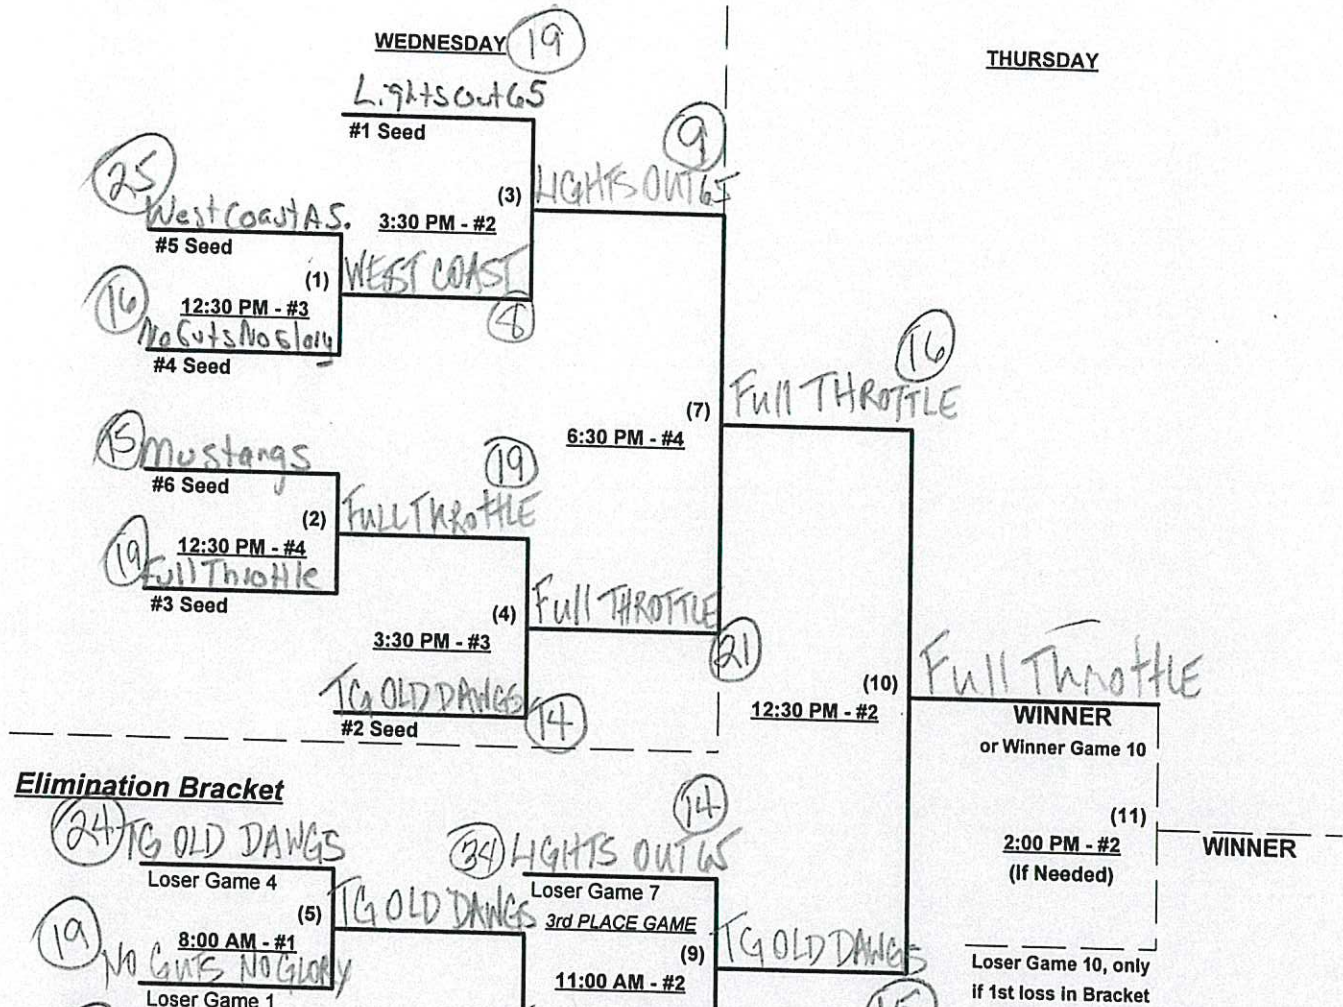 WEDNESDAY 19
THURSDAY
Lights Out 65
#1 Seed
9
25
(3)
LIGHTS OUT 65
West Coast A.S.
3:30 PM - #2
#5 Seed
(1)
WEST COAST
16
12:30 PM - #3
8
No Guts No Glory
#4 Seed
16
(7)
Full THROTTLE
6:30 PM - #4
15 Mustangs
19
#6 Seed
(2)
FULL THROTTLE
19
12:30 PM - #4
Full Throttle
#3 Seed
(4)
Full THROTTLE
3:30 PM - #3
21
TG OLD DAWGS
14
#2 Seed
(10)
Full Throttle
12:30 PM - #2
WINNER
or Winner Game 10
Elimination Bracket
14
24 TG OLD DAWGS
LIGHTS OUT 65
Loser Game 4
Loser Game 7
(11)
2:00 PM - #2
WINNER
(If Needed)
(5)
TG OLD DAWGS
3rd PLACE GAME
19
8:00 AM - #1
(9)
TG OLD DAWGS
NO GUTS NO GLORY
11:00 AM - #2
Loser Game 1
15
Loser Game 10, only
if 1st loss in Bracket